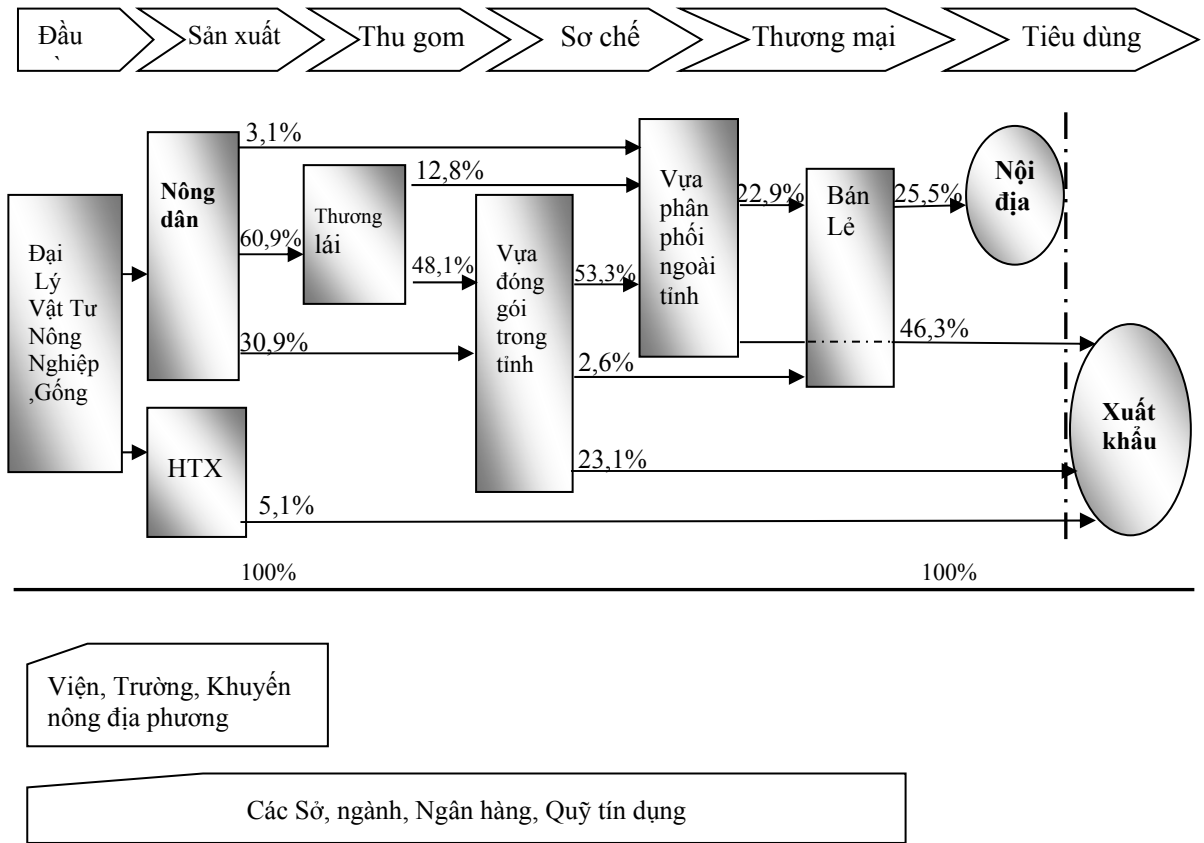 Đầu
Sản xuất
Thu gom
Sơ chế
Thương mại
Tiêu dùng
3,1%
12,8%
Nông
dân
Thương
lái
60,9%
48,1%
30,9%
Đại
Lý
Vật Tư
Nông
Nghiệp
,Gống
HTX
5,1%
Vựa
đóng
gói
trong
tỉnh
53,3%
2,6%
23,1%
Vựa
phân
phối
ngoài
tỉnh
22,9%
Bán
Lẻ
25,5%
Nội
địa
46,3%
Xuất
khẩu
100%
100%
Viện, Trường, Khuyến
nông địa phương
Các Sở, ngành, Ngân hàng, Quỹ tín dụng